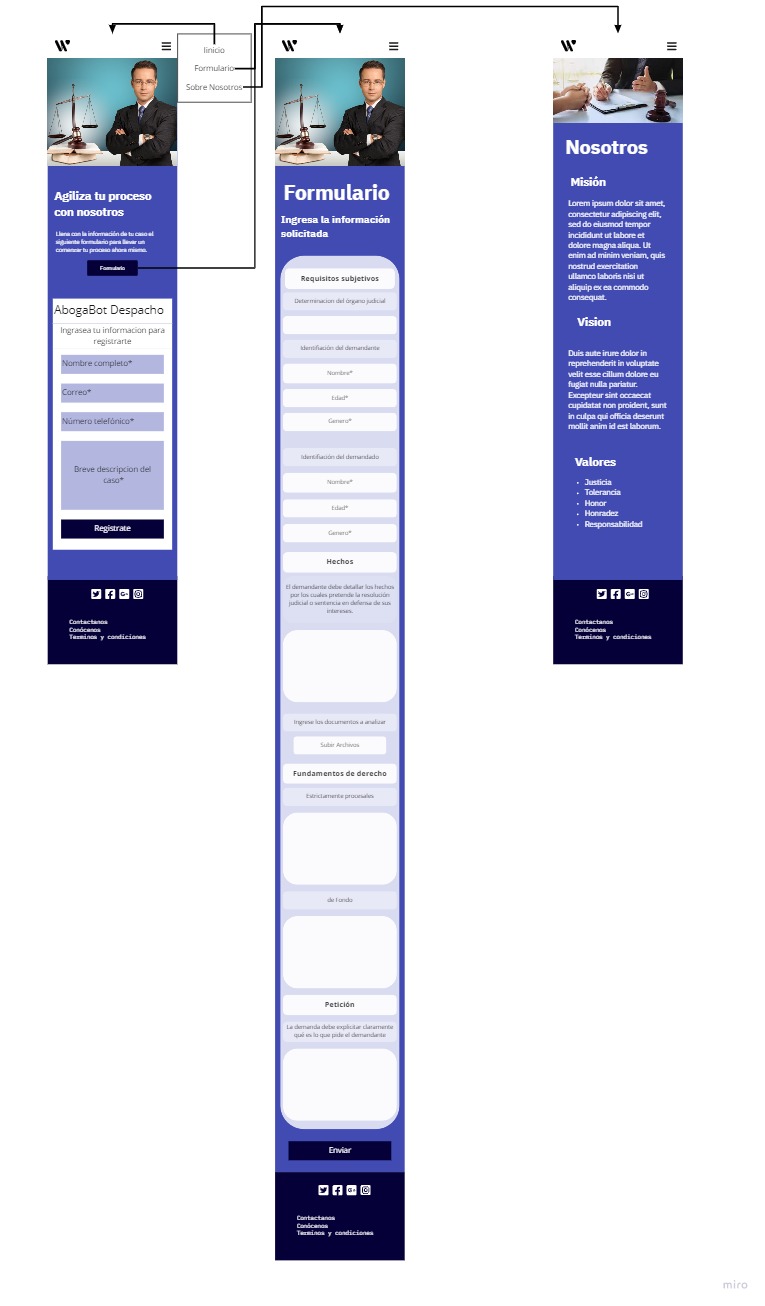 Iinicio
Formulario
Sobre Nosotros
Agiliza tu proceso
con nosotros
Llena con la información de tu caso el
siguiente formulario para llevar un
comenzar tu proceso ahora mismo.
Formulario
AbogaBot Despacho
Ingrasea tu informacion para
registrarte
Nombre completo*
Correo*
Número telefónico*
Breve descripcion del
caso*
Registrate
Contactanos
Conócenos
Términos y condiciones
Formulario
Ingresa la información
solicitada
Requisitos subjetivos
Determinacion del órgano judicial
Identifiación del demandante
Nombre*
Edad*
Genero*
Identifiación del demandado
Nombre*
Edad*
Genero*
Hechos
El demandante debe detallar los hechos
por los cuales pretende la resolución
judicial o sentencia en defensa de sus
intereses.
Ingrese los documentos a analizar
Subir Archivos
Fundamentos de derecho
Estrictamente procesales
de Fondo
Petición
La demanda debe explicitar claramente
qué es lo que pide el demandante
Enviar
Contactanos
Conócenos
Términos y condiciones
Nosotros
Misión
Lorem ipsum dolor sit amet,
consectetur adipiscing elit,
sed do eiusmod tempor
incididunt ut labore et
dolore magna aliqua. Ut
enim ad minim veniam, quis
nostrud exercitation
ullamco laboris nisi ut
aliquip ex ea commodo
consequat.
Vision
Duis aute irure dolor in
reprehenderit in voluptate
velit esse cillum dolore eu
fugiat nulla pariatur.
Excepteur sint occaecat
cupidatat non proident, sunt
in culpa qui officia deserunt
mollit anim id est laborum.
Valores
• Justicia
• Tolerancia
• Honor
• Honradez
• Responsabilidad
Contactanos
Conócenos
Términos y condiciones
miro